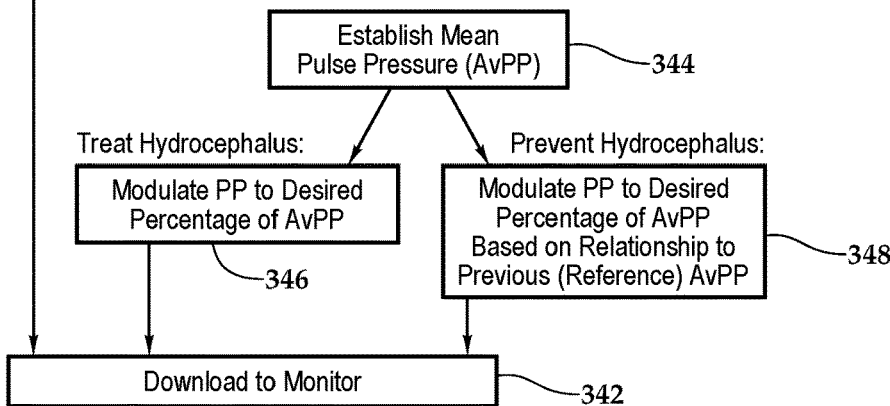 Establish Mean
Pulse Pressure (AvPP)
344
Treat Hydrocephalus:
Prevent Hydrocephalus:
Modulate PP to Desired
Percentage of AvPP
346
Modulate PP to Desired
Percentage of AvPP
Based on Relationship to
Previous (Reference) AvPP
348
Download to Monitor
342